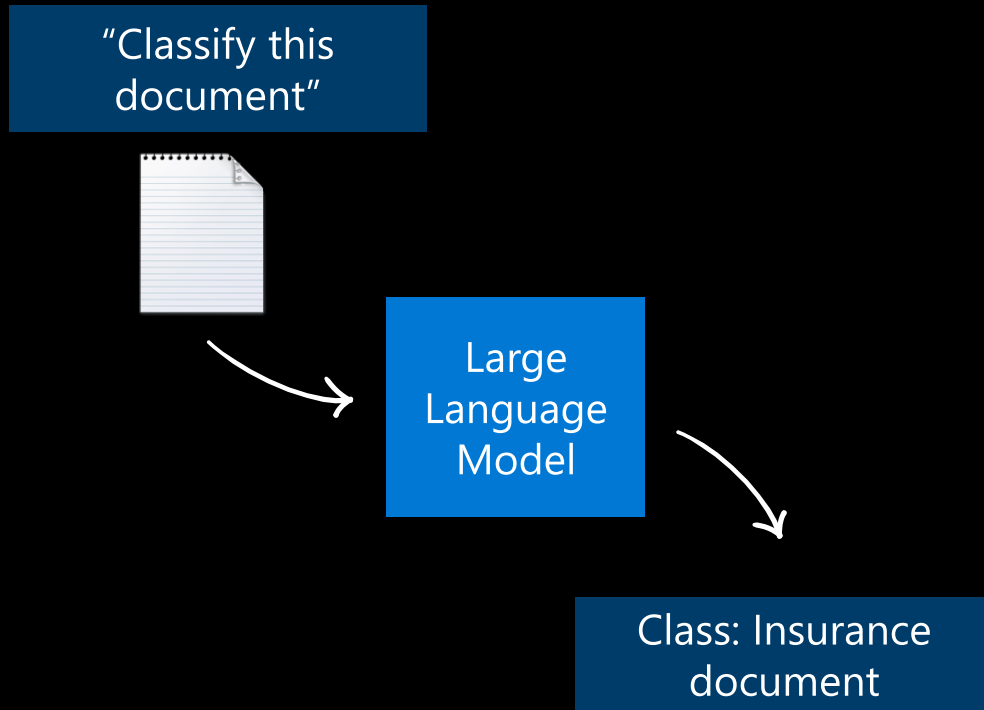 “Classify this
document”
Large
Language
Model
Class: Insurance
document